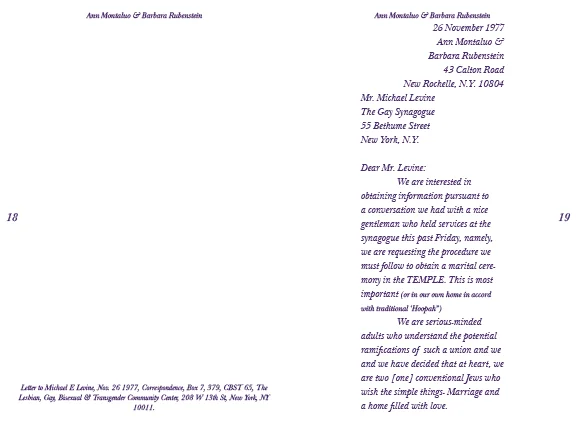 Ann Montaluo & Barbara Rubenstein
18
Letter to Michael E Levine, Nov. 26 1977, Correspondence, Box 7, 379, CBST 65, The
Lesbian, Gay, Bisexual & Transgender Community Center, 208 W 13th St, New York, NY
10011.
Ann Montaluo & Barbara Rubenstein
26 November 1977
Ann Montaluo &
Barbara Rubenstein
43 Calton Road
New Rochelle, N.Y. 10804
Mr. Michael Levine
The Gay Synagogue
55 Bethume Street
New York, N.Y.
Dear Mr. Levine:
We are interested in
obtaining information pursuant to
a conversation we had with a nice
gentleman who held services at the
synagogue this past Friday, namely,
we are requesting the procedure we
must follow to obtain a marital cere-
mony in the TEMPLE. This is most
important (or in our own home in accord
with traditional 'Hoopah")
We are serious-minded
adults who understand the potential
ramifications of such a union and we
and we have decided that at heart, we
are two [one] conventional Jews who
wish the simple things- Marriage and
a home filled with love.
19